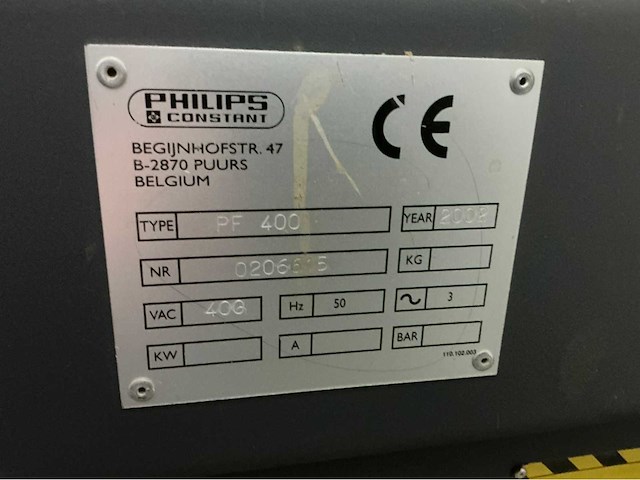 PHILIPS
CONSTANT
CE
BEGIJNHOFSTR. 47
B-2870 PUURS
BELGIUM
TYPE PF 400 YEAR 2002
NR KG
VAC 400 Hz 50 ~ 3
KW A BAR
110.102.003